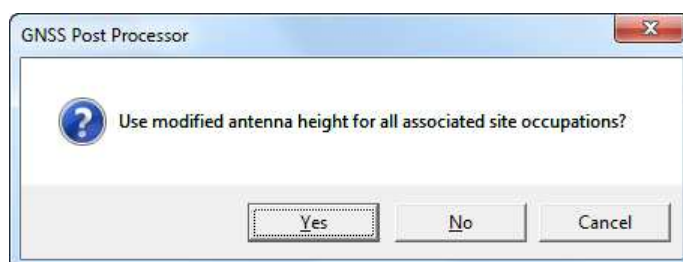 GNSS Post Processor
Use modified antenna height for all associated site occupations?
Yes
No
Cancel